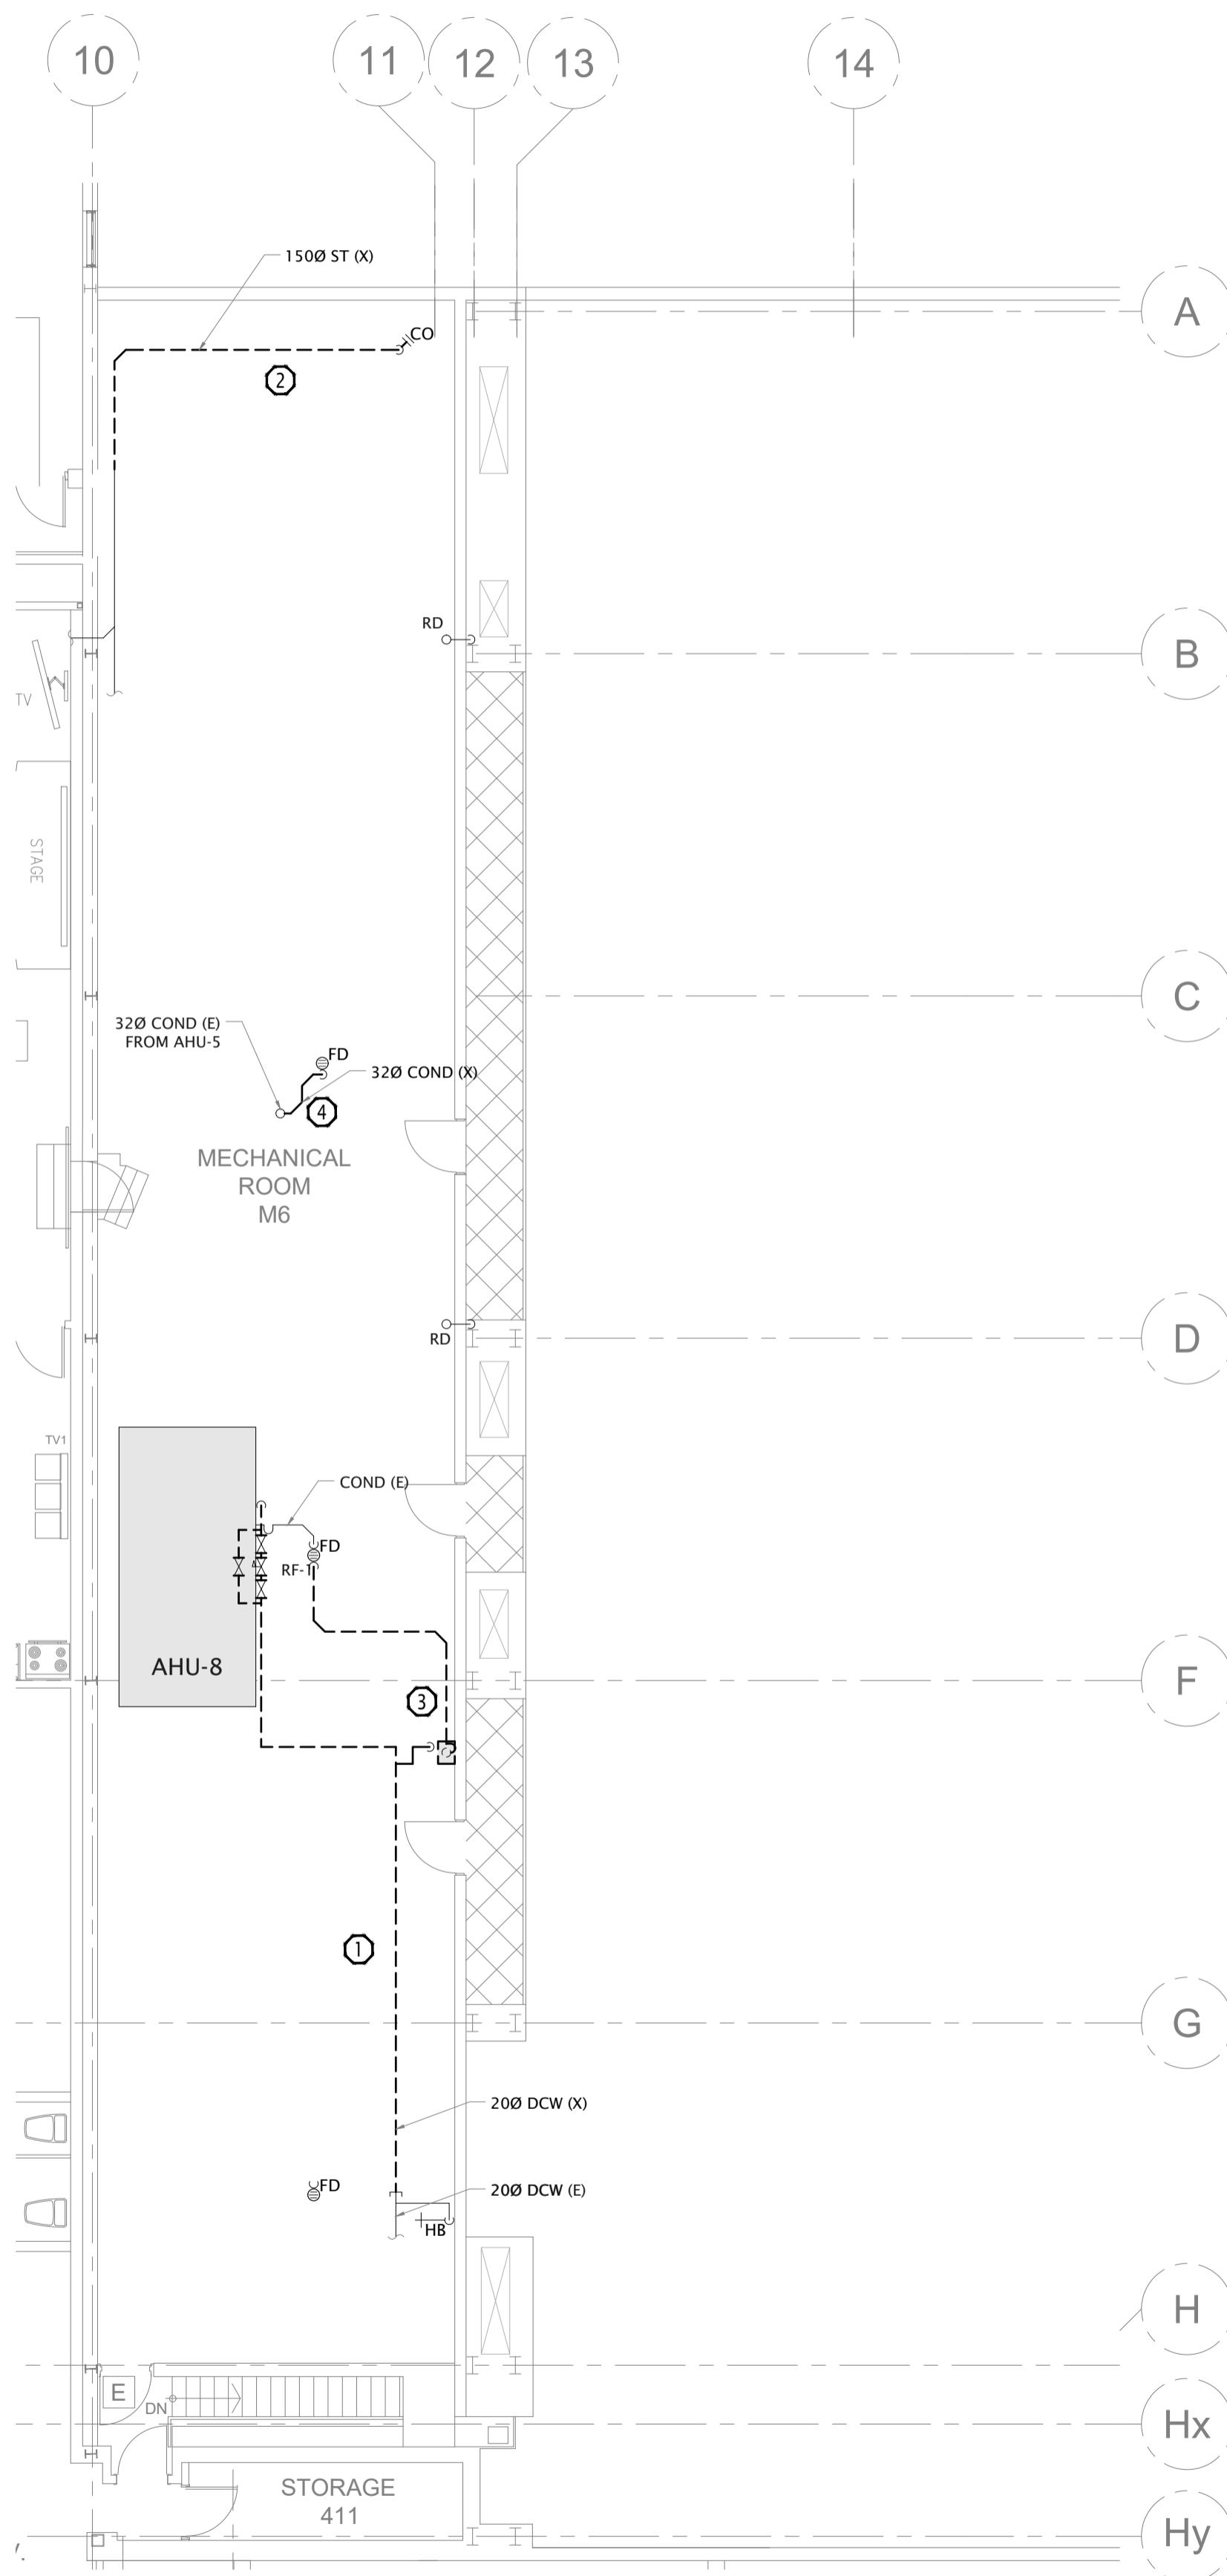 10
11
12
13
14
150Ø ST (X)
A
CO
2
RD
B
TV
STAGE
C
32Ø COND (E)
FROM AHU-5
FD
32Ø COND (X)
4
MECHANICAL
ROOM
M6
RD
D
TV1
COND (E)
FD
RF-1
AHU-8
F
3
1
G
20Ø DCW (X)
FD
20Ø DCW (E)
HB
H
E
DN
Hx
STORAGE
411
Hy